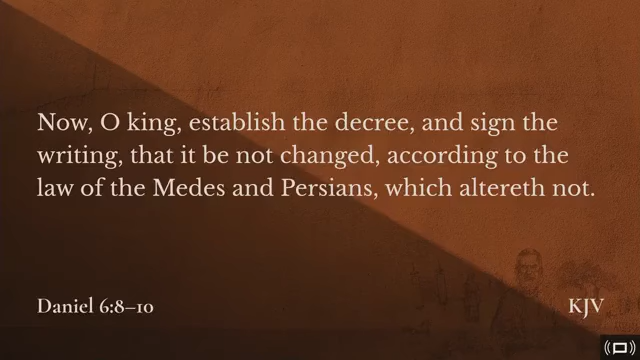 Now, O king, establish the decree, and sign the
writing, that it be not changed, according to the
law of the Medes and Persians, which altereth not.
Daniel 6:8–10
KJV